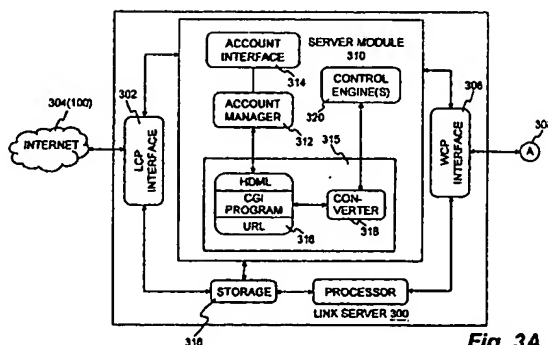 ACCOUNT
INTERFACE
314
SERVER MODULE
310
CONTROL
ENGINE(S)
320
302
304(100)
INTERNET
LCP
INTERFACE
ACCOUNT
MANAGER
312
315
306
WCP
INTERFACE
A
HDML
CGI
PROGRAM
URL
316
CON-
VERTER
318
STORAGE
PROCESSOR
LINK SERVER 300
Fig. 3A